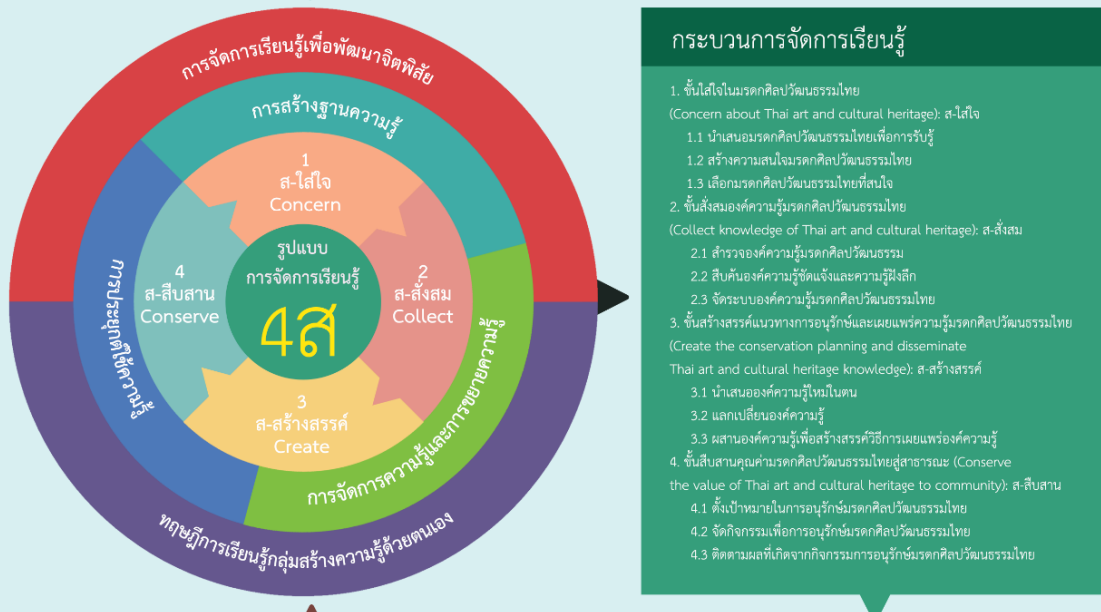 การจัดการเรียนรู้เพื่อพัฒนาจิตพิสัย
การสร้างฐานความรู้
1
ส-ใส่ใจ
Concern
รูปแบบ
การจัดการเรียนรู้
4ส
2
ส-สั่งสม
Collect
4
ส-สืบสาน
Conserve
3
ส-สร้างสรรค์
Create
การประยุกต์ใช้ความรู้
การจัดการความรู้และการขยายความรู้
ทฤษฎีการเรียนรู้กลุ่มสร้างความรู้ด้วยตนเอง
กระบวนการจัดการเรียนรู้
1. ขั้นใส่ใจในมรดกศิลปวัฒนธรรมไทย
(Concern about Thai art and cultural heritage): ส-ใส่ใจ
1.1 นำเสนอมรดกศิลปวัฒนธรรมไทยเพื่อการรับรู้
1.2 สร้างความสนใจมรดกศิลปวัฒนธรรมไทย
1.3 เลือกมรดกศิลปวัฒนธรรมไทยที่สนใจ
2. ขั้นสั่งสมองค์ความรู้มรดกศิลปวัฒนธรรมไทย
(Collect knowledge of Thai art and cultural heritage): ส-สั่งสม
2.1 สำรวจองค์ความรู้มรดกศิลปวัฒนธรรม
2.2 สืบค้นองค์ความรู้ชัดแจ้งและความรู้ฝังลึก
2.3 จัดระบบองค์ความรู้มรดกศิลปวัฒนธรรมไทย
3. ขั้นสร้างสรรค์แนวทางการอนุรักษ์และเผยแพร่ความรู้มรดกศิลปวัฒนธรรมไทย
(Create the conservation planning and disseminate
Thai art and cultural heritage knowledge): ส-สร้างสรรค์
3.1 นำเสนอองค์ความรู้ใหม่ในตน
3.2 แลกเปลี่ยนองค์ความรู้
3.3 ผสานองค์ความรู้เพื่อสร้างสรรค์วิธีการเผยแพร่องค์ความรู้
4. ขั้นสืบสานคุณค่ามรดกศิลปวัฒนธรรมไทยสู่สาธารณะ (Conserve
the value of Thai art and cultural heritage to community): ส-สืบสาน
4.1 ตั้งเป้าหมายในการอนุรักษ์มรดกศิลปวัฒนธรรมไทย
4.2 จัดกิจกรรมเพื่อการอนุรักษ์มรดกศิลปวัฒนธรรมไทย
4.3 ติดตามผลที่เกิดจากกิจกรรมการอนุรักษ์มรดกศิลปวัฒนธรรมไทย